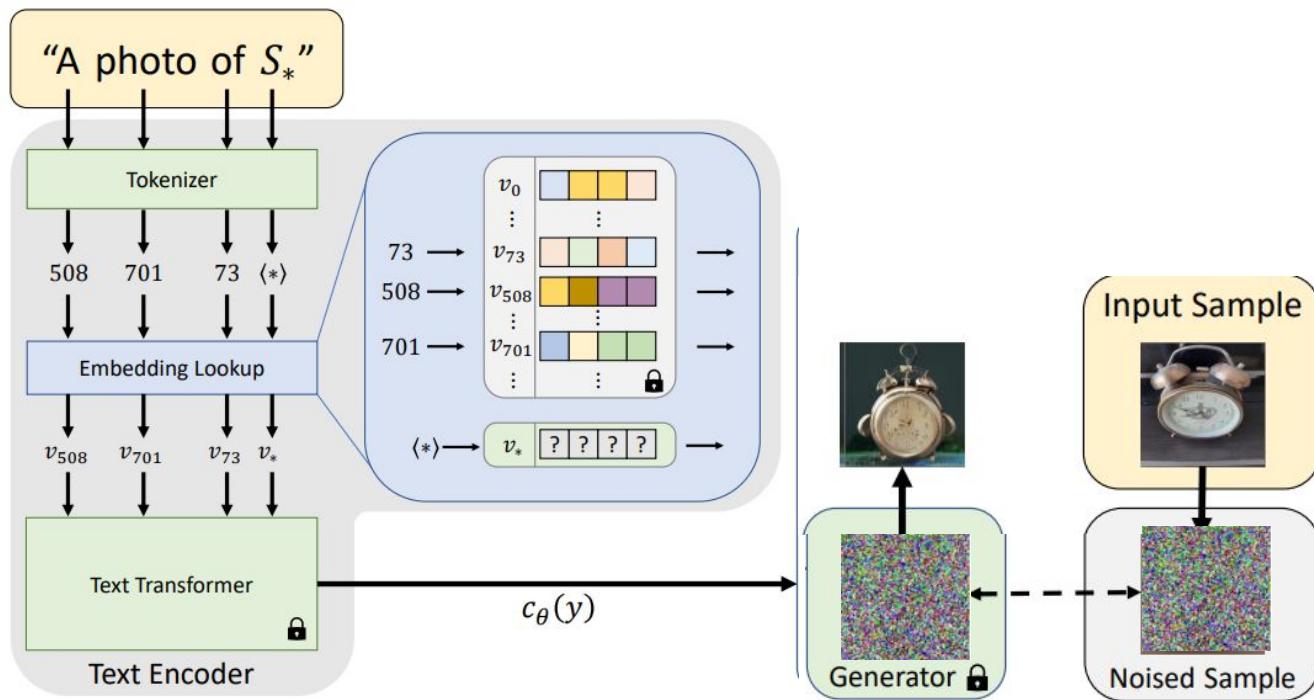 “A photo of S*”
Tokenizer
508 701 73 ⟨*⟩
Embedding Lookup
v508 v701 v73 v*
Text Transformer
Text Encoder
v0
⋮ ⋮
73 v73
508 v508
⋮ ⋮
701 v701
⋮ ⋮
⟨*⟩ v* ? ? ? ?
cθ(y)
Generator
Input Sample
Noised Sample